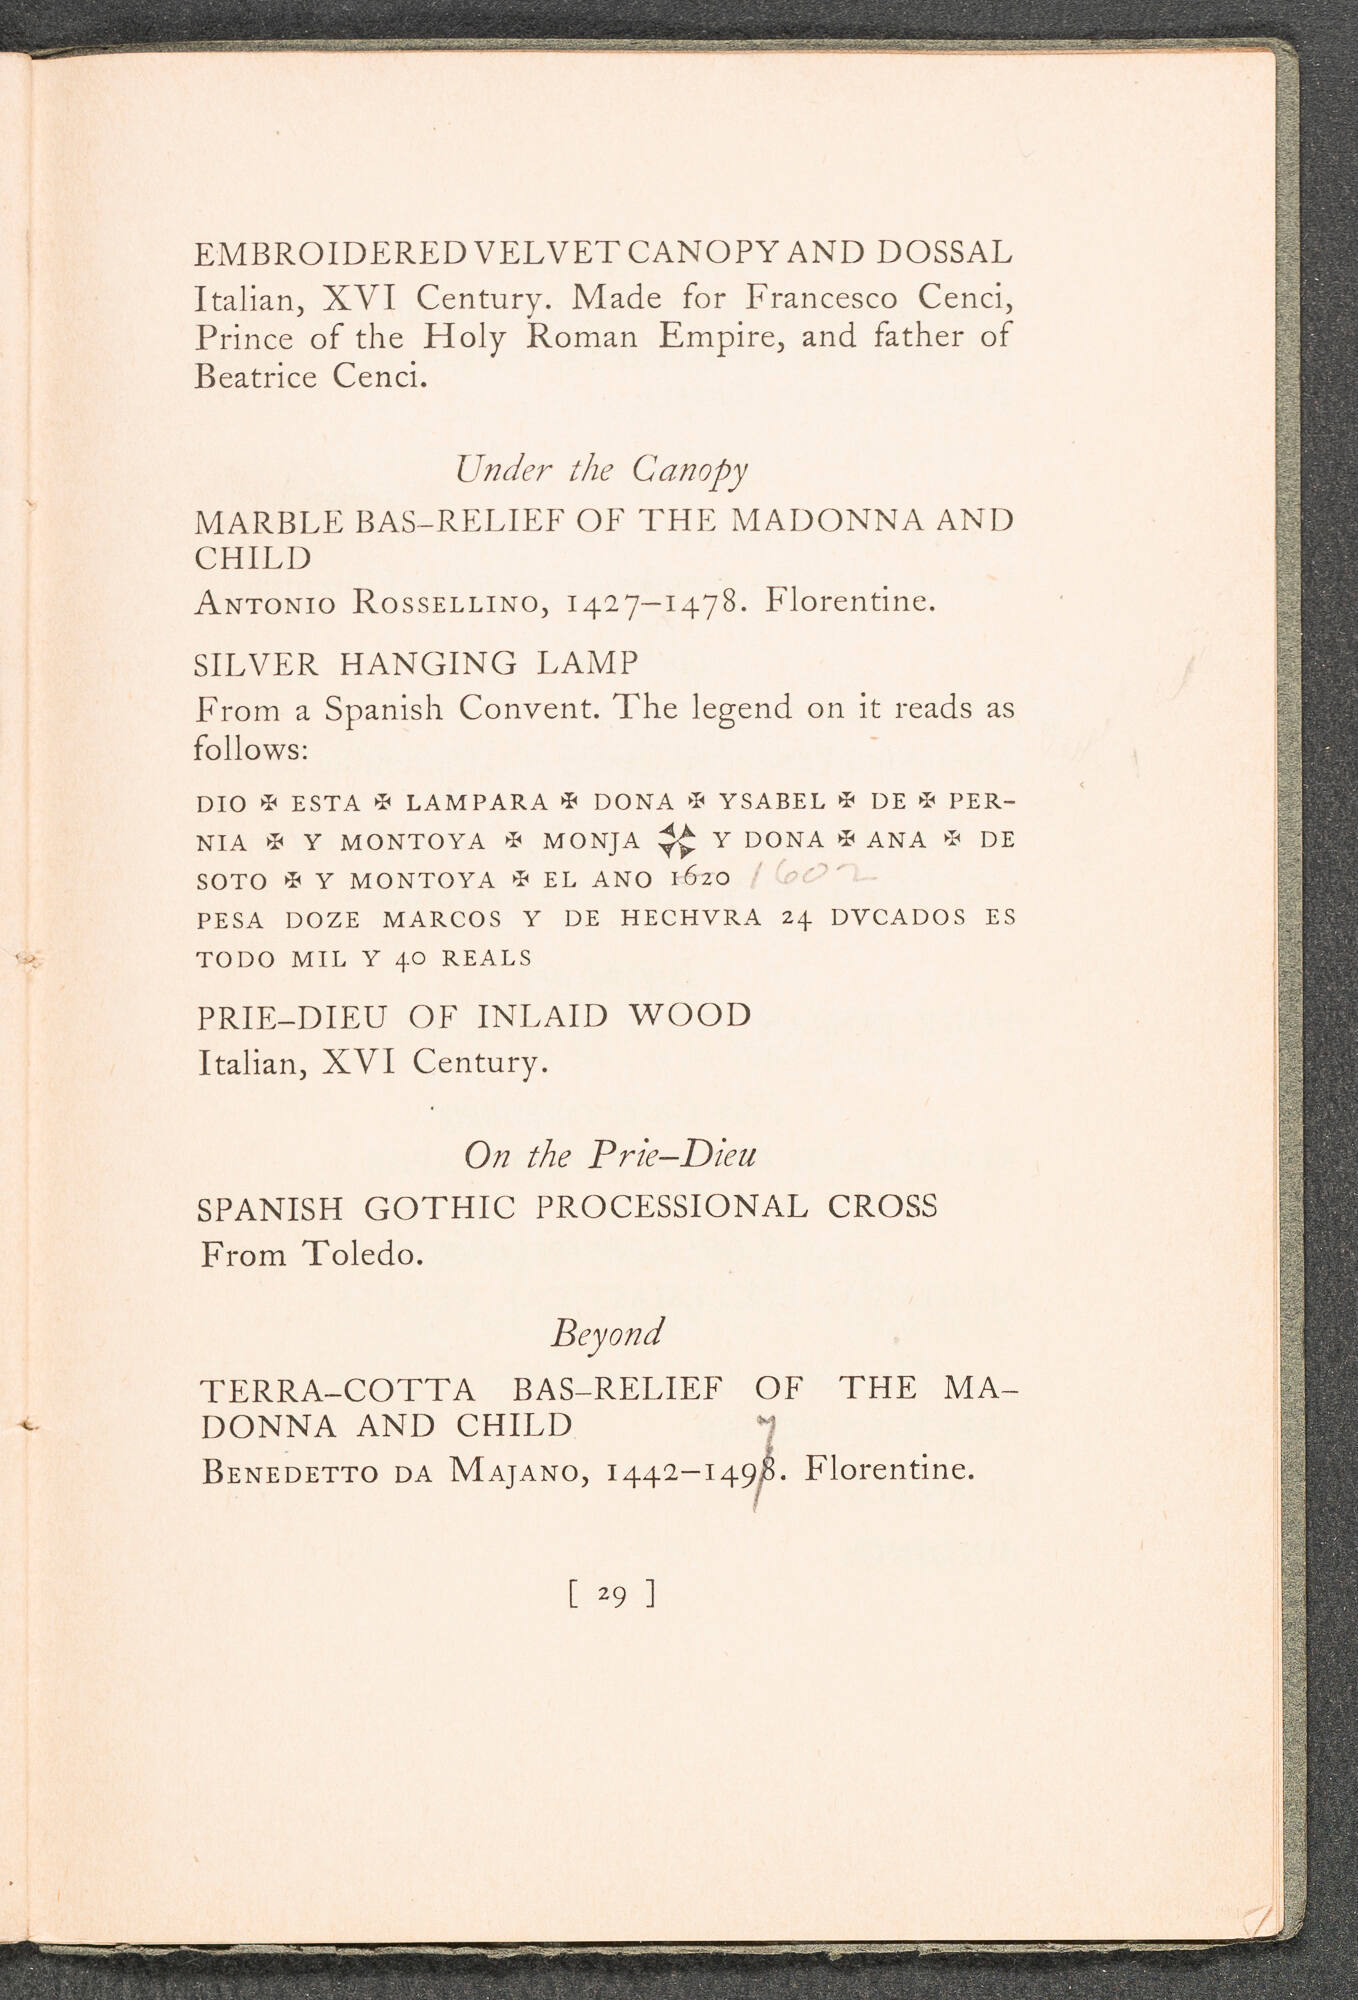 EMBROIDERED VELVET CANOPY AND DOSSAL
Italian, XVI Century. Made for Francesco Cenci,
Prince of the Holy Roman Empire, and father of
Beatrice Cenci.
Under the Canopy
MARBLE BAS–RELIEF OF THE MADONNA AND
CHILD
ANTONIO ROSSELLINO, 1427–1478. Florentine.
SILVER HANGING LAMP
From a Spanish Convent. The legend on it reads as
follows:
DIO ✠ ESTA ✠ LAMPARA ✠ DONA ✠ YSABEL ✠ DE ✠ PER–
NIA ✠ Y MONTOYA ✠ MONJA ✠ Y DONA ✠ ANA ✠ DE
SOTO ✠ Y MONTOYA ✠ EL ANO 1620 1602
PESA DOZE MARCOS Y DE HECHVRA 24 DVCADOS ES
TODO MIL Y 40 REALS
PRIE–DIEU OF INLAID WOOD
Italian, XVI Century.
On the Prie–Dieu
SPANISH GOTHIC PROCESSIONAL CROSS
From Toledo.
Beyond
TERRA–COTTA BAS–RELIEF OF THE MA–
DONNA AND CHILD
7
BENEDETTO DA MAJANO, 1442–1498. Florentine.
[ 29 ]